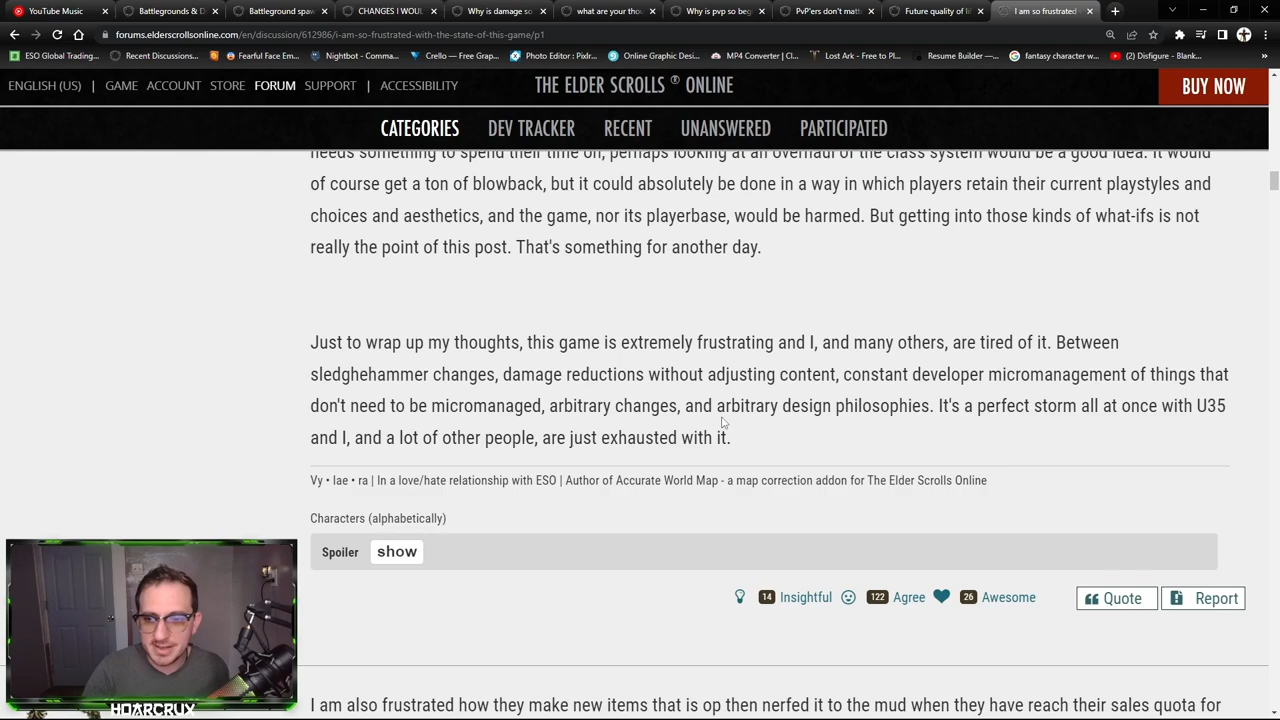 YouTube Music
Battlegrounds & D
Battleground spaw
CHANGES I WOUL
Why is damage so
what are your thou
Why is pvp so beg
PvP'ers don't matt
Future quality of li
I am so frustrated
forums.elderscrollsonline.com/en/discussion/612986/i-am-so-frustrated-with-the-state-of-this-game/p1
ESO Global Trading...
Recent Discussions...
Fearful Face Em...
Nightbot - Comma...
Crello — Free Grap...
Photo Editor : Pixlr...
Online Graphic Desi...
MP4 Converter | Cl...
Lost Ark - Free to Pl...
Resume Builder —...
fantasy character w...
(2) Disfigure - Blank...
ENGLISH (US) | GAME ACCOUNT STORE FORUM SUPPORT | ACCESSIBILITY
THE ELDER SCROLLS ® ONLINE
BUY NOW
CATEGORIES DEV TRACKER RECENT UNANSWERED PARTICIPATED
needs something to spend their time on, perhaps looking at an overhaul of the class system would be a good idea. It would
of course get a ton of blowback, but it could absolutely be done in a way in which players retain their current playstyles and
choices and aesthetics, and the game, nor its playerbase, would be harmed. But getting into those kinds of what-ifs is not
really the point of this post. That's something for another day.
Just to wrap up my thoughts, this game is extremely frustrating and I, and many others, are tired of it. Between
sledghehammer changes, damage reductions without adjusting content, constant developer micromanagement of things that
don't need to be micromanaged, arbitrary changes, and arbitrary design philosophies. It's a perfect storm all at once with U35
and I, and a lot of other people, are just exhausted with it.
Vy • Iae • ra | In a love/hate relationship with ESO | Author of Accurate World Map - a map correction addon for The Elder Scrolls Online
Characters (alphabetically)
Spoiler show
14 Insightful 122 Agree 26 Awesome
Quote Report
HOARCRUX
I am also frustrated how they make new items that is op then nerfed it to the mud when they have reach their sales quota for